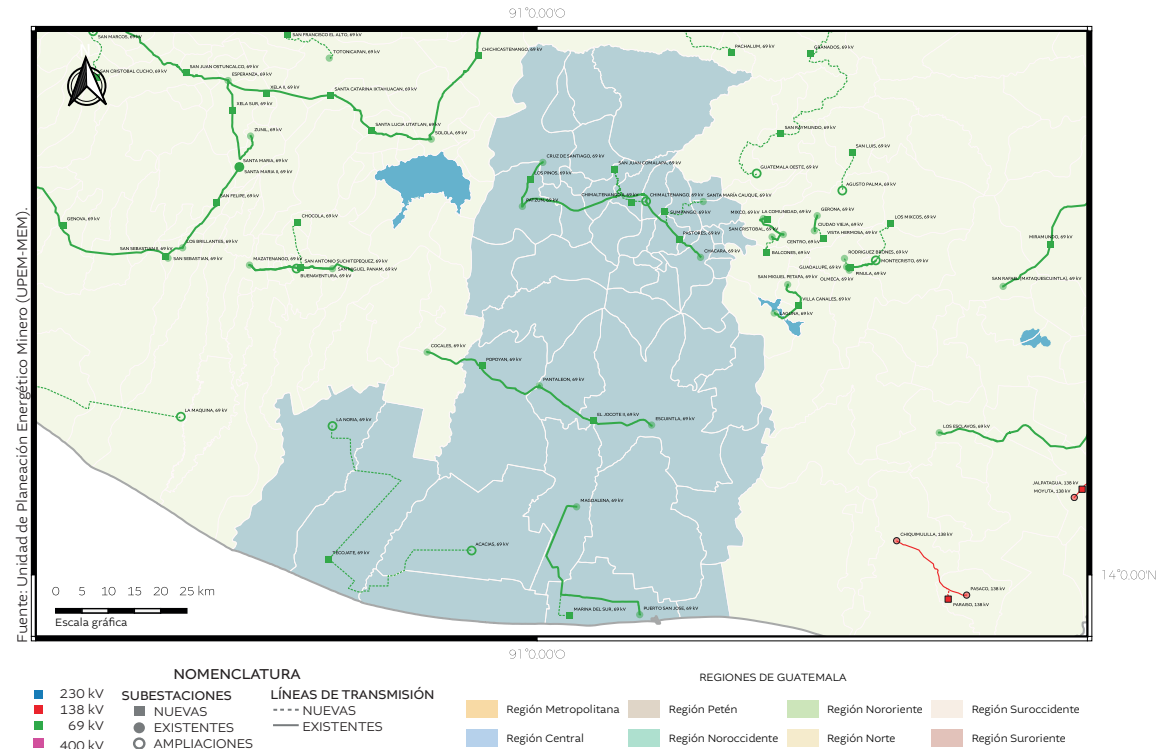 91°0.00'O
SAN MARCOS, 69 kV
SAN FRANCISCO EL ALTO, 69 kV
TOTONICAPAN, 69 kV
CHICHICASTENANGO, 69 kV
PACHALUM, 69 kV
GRANADOS, 69 kV
SAN CRISTOBAL CUCHO, 69 kV
SAN JUAN OSTUNCALCO, 69 kV
ESPERANZA, 69 kV
XELA II, 69 kV
SANTA CATARINA IXTAHUACAN, 69 kV
XELA SUR, 69 kV
SANTA LUCIA UTATLAN, 69 kV
SOLOLA, 69 kV
ZUNIL, 69 kV
SAN RAYMUNDO, 69 kV
SAN LUIS, 69 kV
SANTA MARIA, 69 kV
SANTA MARIA II, 69 kV
CRUZ DE SANTIAGO, 69 kV
SAN JUAN COMALAPA, 69 kV
GUATEMALA OESTE, 69 kV
LOS PINOS, 69 kV
AGUSTO PALMA, 69 kV
SAN FELIPE, 69 kV
PATZUN, 69 kV
CHIMALTENANGO, 69 kV
SANTA MARÍA CAUQUE, 69 kV
SUMPANGO, 69 kV
GENOVA, 69 kV
CHOCOLA, 69 kV
MIXCO, 69 kV
LA COMUNIDAD, 69 kV
GERONA, 69 kV
LOS MIXCOS, 69 kV
SAN CRISTOBAL, 69 kV
CIUDAD VIEJA, 69 kV
VISTA HERMOSA, 69 kV
PASTORES, 69 kV
CENTRO, 69 kV
MIRAMUNDO, 69 kV
SAN SEBASTIAN II, 69 kV
LOS BRILLANTES, 69 kV
SAN SEBASTIAN, 69 kV
CHACARA, 69 kV
BALCONES, 69 kV
RODRIGUEZ BRIONES, 69 kV
MONTECRISTO, 69 kV
MAZATENANGO, 69 kV
SAN ANTONIO SUCHITEPEQUEZ, 69 kV
SAN MIGUEL PANAM, 69 kV
BUENAVENTURA, 69 kV
GUADALUPE, 69 kV
PINULA, 69 kV
SAN MIGUEL PETAPA, 69 kV
OLMECA, 69 kV
SAN RAFAEL (MATAQUESCUINTLA), 69 kV
VILLA CANALES, 69 kV
LAGUNA, 69 kV
COCALES, 69 kV
POPOYAN, 69 kV
PANTALEON, 69 kV
LA MAQUINA, 69 kV
LA NORIA, 69 kV
EL JOCOTE II, 69 kV
ESCUINTLA, 69 kV
LOS ESCLAVOS, 69 kV
JALPATAGUA, 138 kV
MOYUTA, 138 kV
MAGDALENA, 69 kV
CHIQUIMULILLA, 138 kV
TECOJATE, 69 kV
ACACIAS, 69 kV
14°0.00'N
PASACO, 138 kV
PARAISO, 138 kV
MARINA DEL SUR, 69 kV
PUERTO SAN JOSE, 69 kV
0 5 10 15 20 25 km
Escala gráfica
Fuente: Unidad de Planeación Energético Minero (UPEM-MEM).
91°0.00'O
NOMENCLATURA
230 kV
138 kV
69 kV
400 kV
SUBESTACIONES
NUEVAS
EXISTENTES
AMPLIACIONES
LÍNEAS DE TRANSMISIÓN
NUEVAS
EXISTENTES
REGIONES DE GUATEMALA
Región Metropolitana
Región Petén
Región Nororiente
Región Suroccidente
Región Central
Región Noroccidente
Región Norte
Región Suroriente